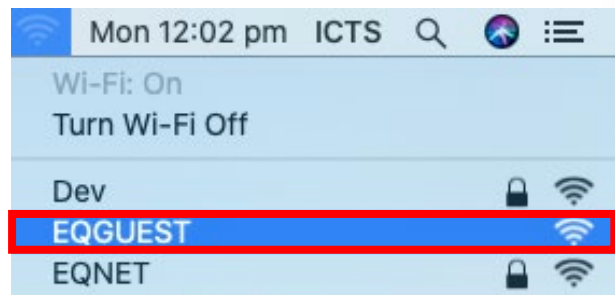 Mon 12:02 pm ICTS
Wi-Fi: On
Turn Wi-Fi Off
Dev
EQGUEST
EQNET